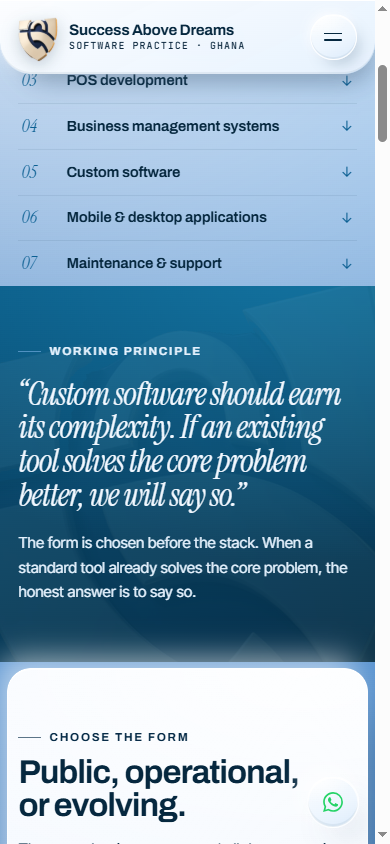 Success Above Dreams
SOFTWARE PRACTICE · GHANA
03 POS development ↓
04 Business management systems ↓
05 Custom software ↓
06 Mobile & desktop applications ↓
07 Maintenance & support ↓
WORKING PRINCIPLE
“Custom software should earn
its complexity. If an existing
tool solves the core problem
better, we will say so.”
The form is chosen before the stack. When a
standard tool already solves the core problem, the
honest answer is to say so.
CHOOSE THE FORM
Public, operational,
or evolving.